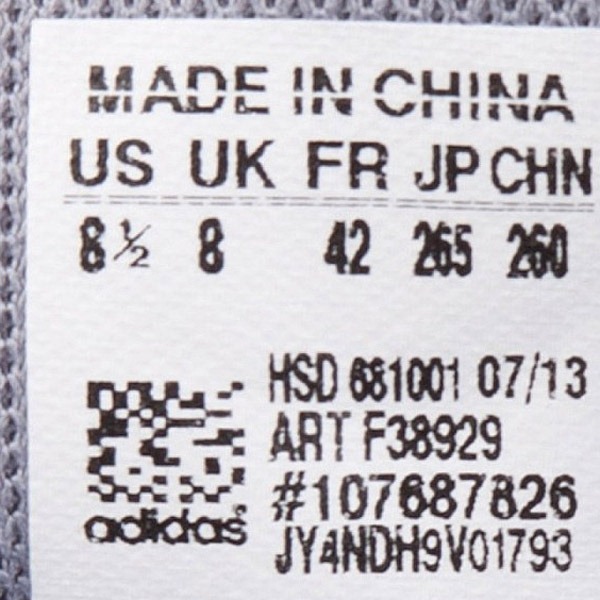 MADE IN CHINA
US UK FR JP CHN
8½ 8 42 265 260
HSD 681001 07/13
ART F38929
#107687826
adidas JY4NDH9V01793